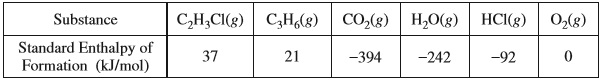 Substance C₂H₃Cl(g) C₃H₆(g) CO₂(g) H₂O(g) HCl(g) O₂(g)
Standard Enthalpy of
Formation (kJ/mol) 37 21 −394 −242 −92 0